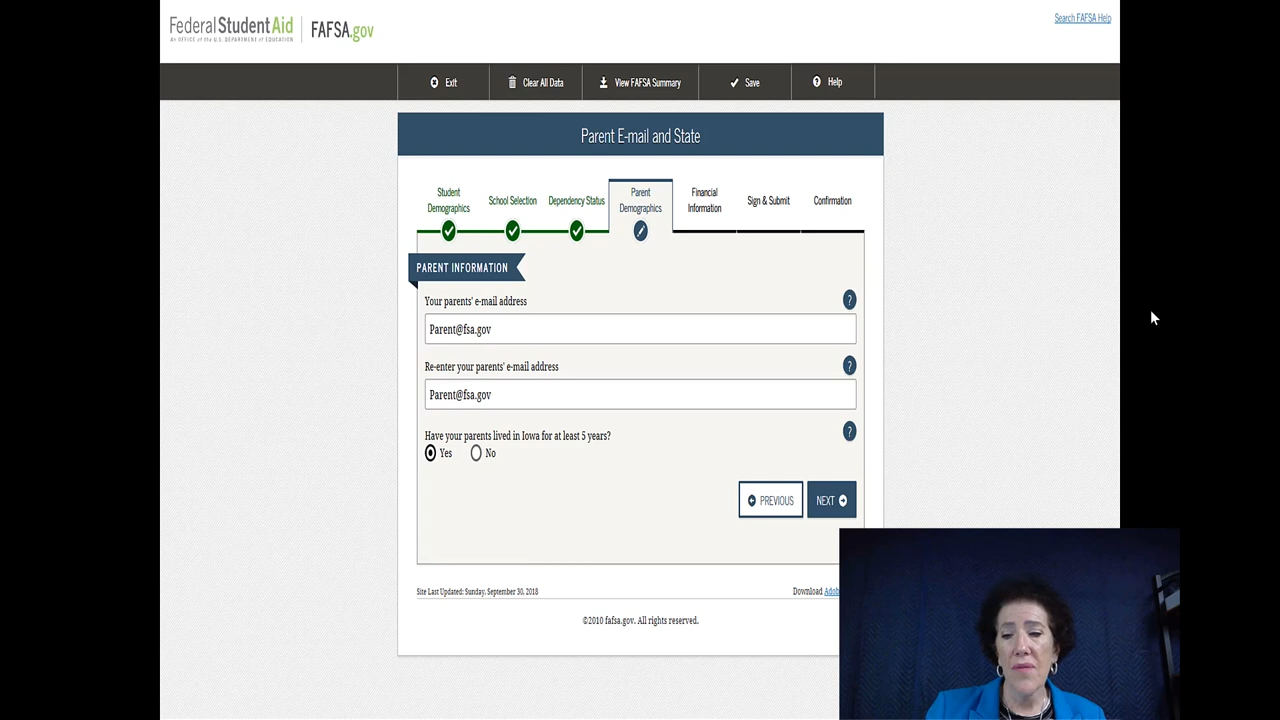 Federal Student Aid
An OFFICE of the U.S. DEPARTMENT of EDUCATION
FAFSA.gov
Search FAFSA Help
Exit
Clear All Data
View FAFSA Summary
Save
Help
Parent E-mail and State
Student Demographics
School Selection
Dependency Status
Parent Demographics
Financial Information
Sign & Submit
Confirmation
PARENT INFORMATION
Your parents' e-mail address
?
Parent@fsa.gov
Re-enter your parents' e-mail address
?
Parent@fsa.gov
Have your parents lived in Iowa for at least 5 years?
?
Yes
No
PREVIOUS
NEXT
Site Last Updated: Sunday, September 30, 2018
Download Adob
©2010 fafsa.gov. All rights reserved.